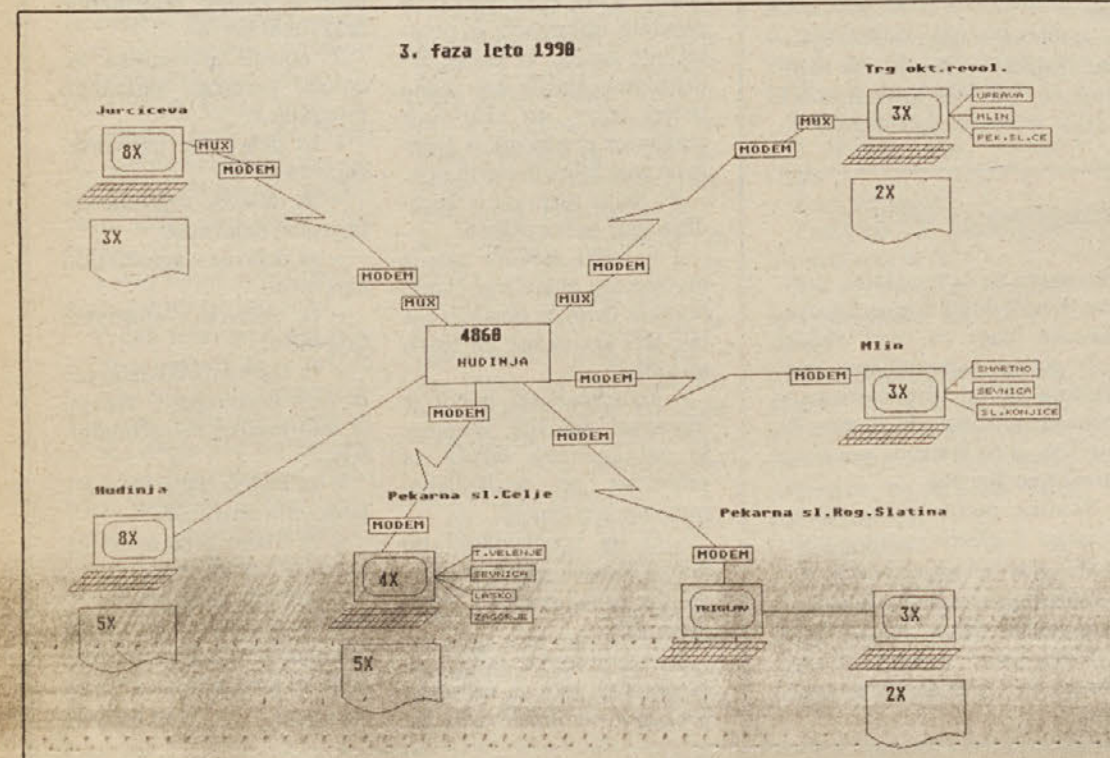 3. faza leto 1990
Trg okt.revol.
Jurciceva
8X
MUX
MODEM
3X
MODEM
MUX
MUX
MODEM
3X
UPRAVA
MLIN
PEK.SL.CE
2X
MODEM
MUX
4860
HUDINJA
Mlin
MODEM
MODEM
3X
SMARTNO
SEVNICA
SL.KONJICE
MODEM
MODEM
Hudinja
8X
5X
Pekarna sl.Celje
MODEM
4X
T.VELENJE
SEVNICA
LASKO
ZAGORJE
5X
Pekarna sl.Rog.Slatina
MODEM
TRIGLAV
3X
2X